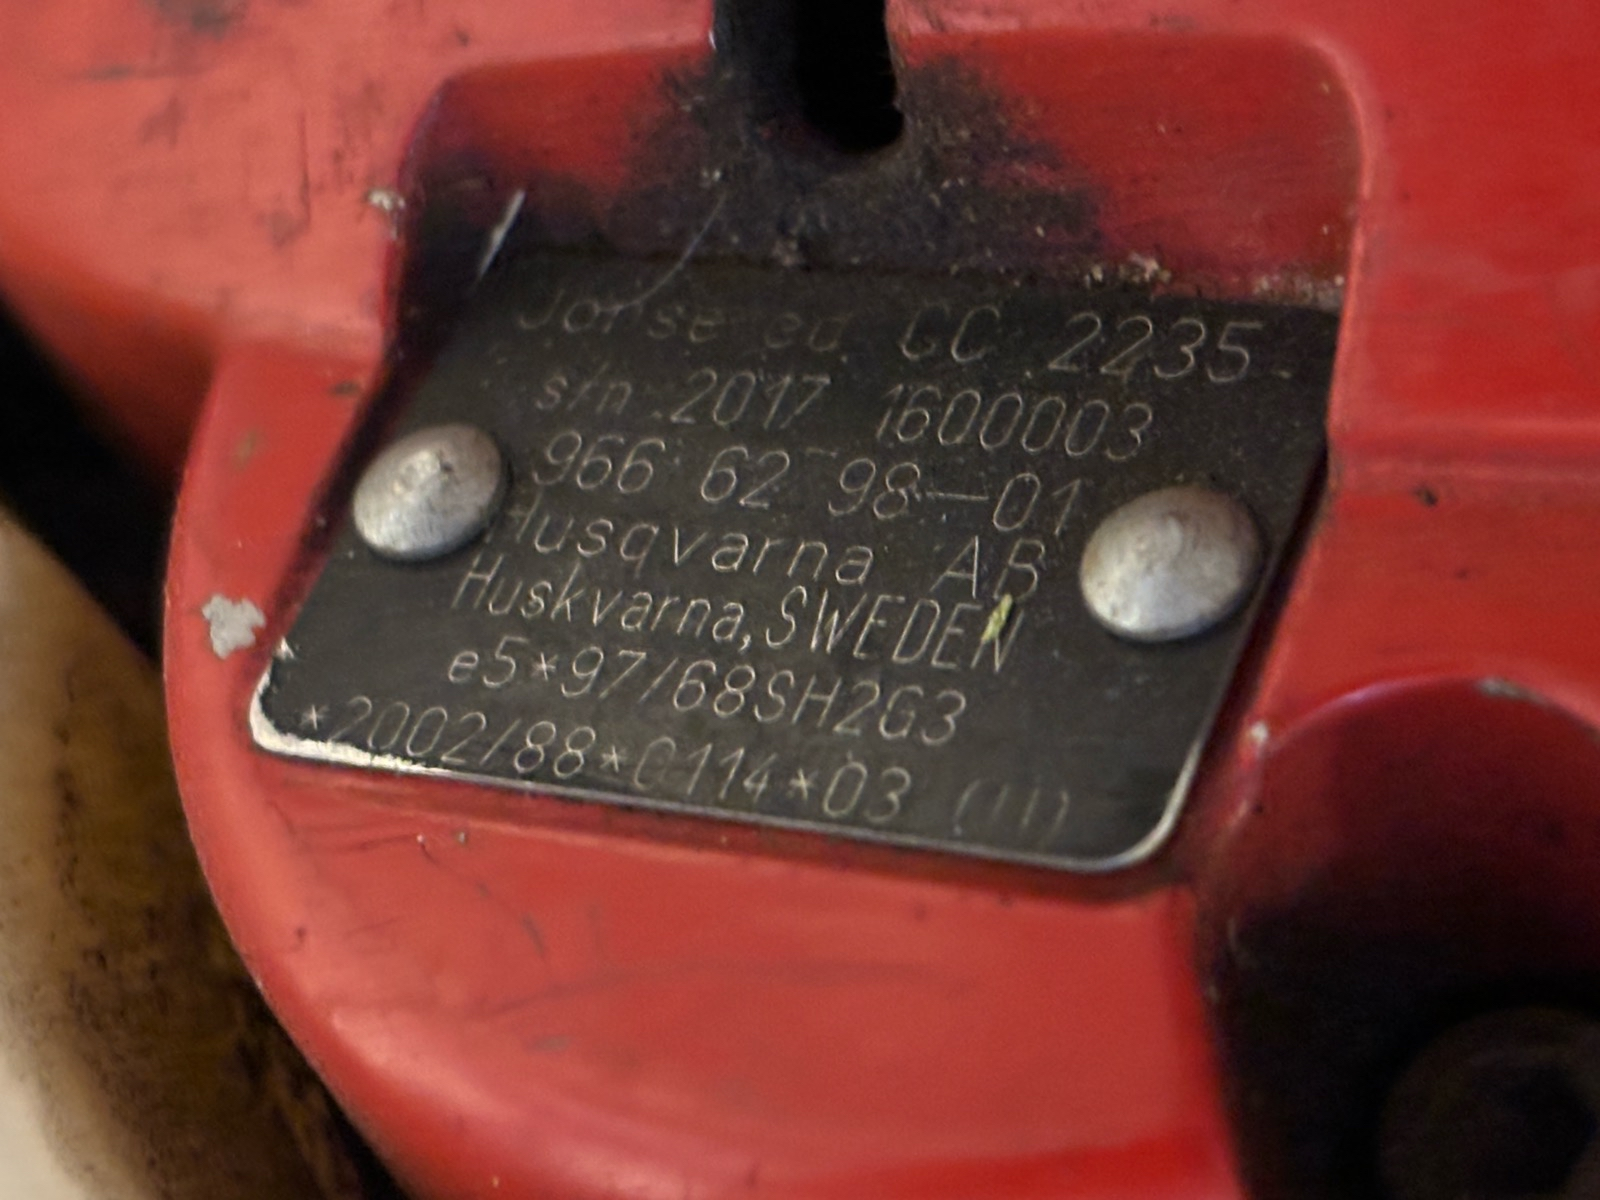 Jonsered GC 2235
s/n 2017 1600003
966 62 98-01
Husqvarna AB
Huskvarna, SWEDEN
e5*97/68SH2G3
*2002/88*0114*03